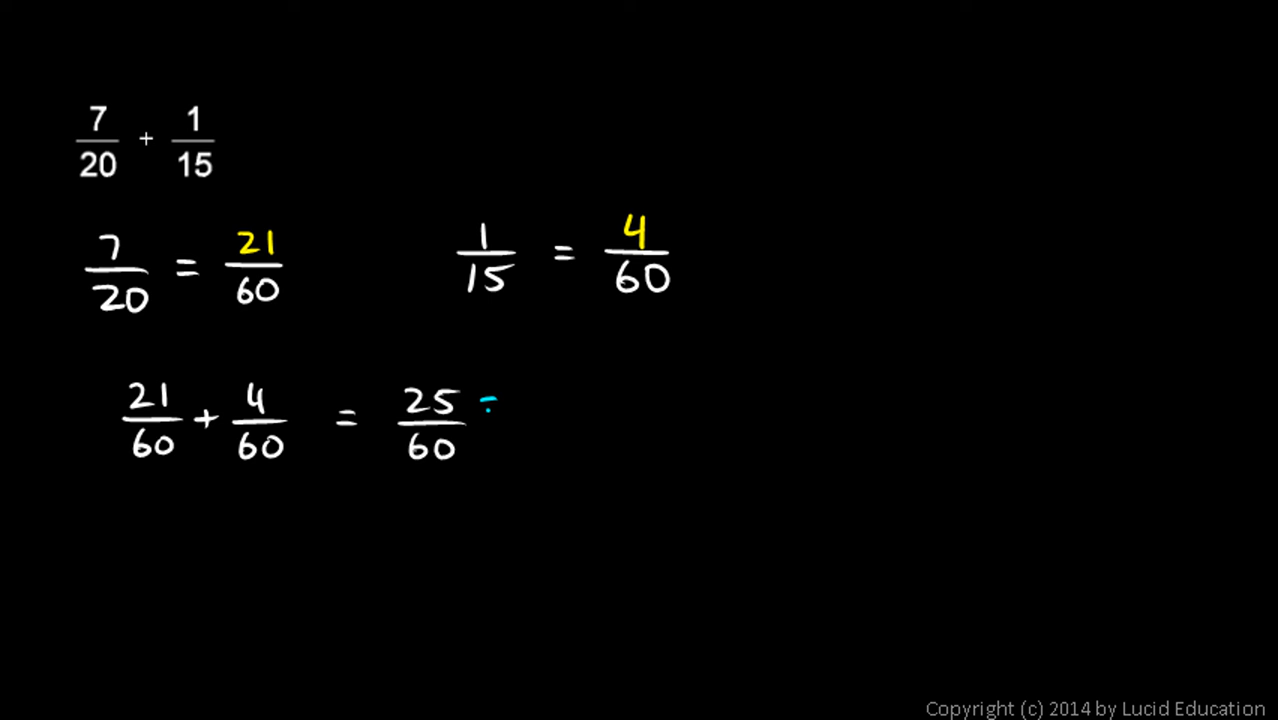 7/20 + 1/15
7/20 = 21/60
1/15 = 4/60
21/60 + 4/60 = 25/60 ÷
Copyright (c) 2014 by Lucid Education